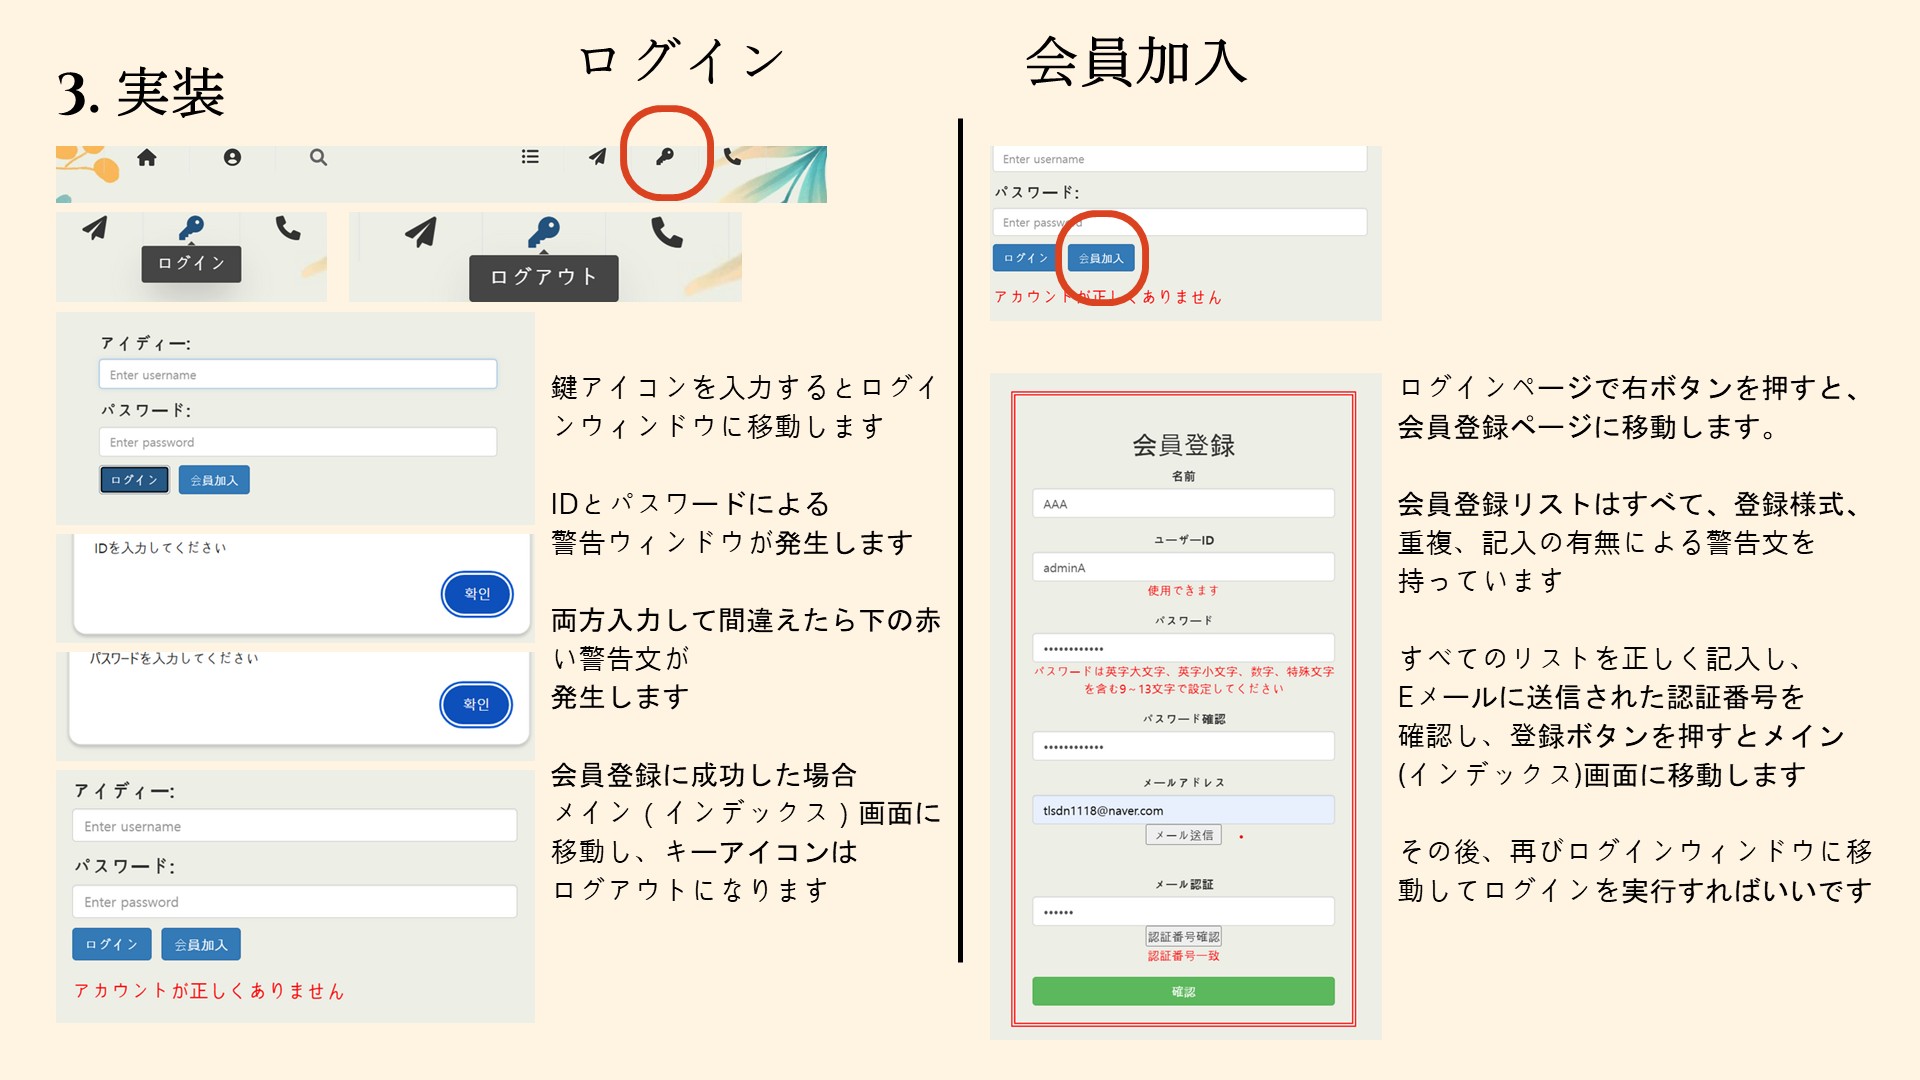 3. 実装
ログイン
ログイン
ログアウト
アイディー:
Enter username
パスワード:
Enter password
ログイン
会員加入
IDを入力してください
확인
パスワードを入力してください
확인
アイディー:
Enter username
パスワード:
Enter password
ログイン
会員加入
アカウントが正しくありません
鍵アイコンを入力するとログイ
ンウィンドウに移動します
IDとパスワードによる
警告ウィンドウが発生します
両方入力して間違えたら下の赤
い警告文が
発生します
会員登録に成功した場合
メイン（インデックス）画面に
移動し、キーアイコンは
ログアウトになります
会員加入
Enter username
パスワード:
Enter password
ログイン
会員加入
アカウントが正しくありません
会員登録
名前
AAA
ユーザーID
adminA
使用できます
パスワード
••••••••••••
パスワードは英字大文字、英字小文字、数字、特殊文字
を含む9~13文字で設定してください
パスワード確認
••••••••••••
メールアドレス
tlsdn1118@naver.com
メール送信
メール認証
••••••
認証番号確認
認証番号一致
確認
ログインページで右ボタンを押すと、
会員登録ページに移動します。
会員登録リストはすべて、登録様式、
重複、記入の有無による警告文を
持っています
すべてのリストを正しく記入し、
Eメールに送信された認証番号を
確認し、登録ボタンを押すとメイン
(インデックス)画面に移動します
その後、再びログインウィンドウに移
動してログインを実行すればいいです